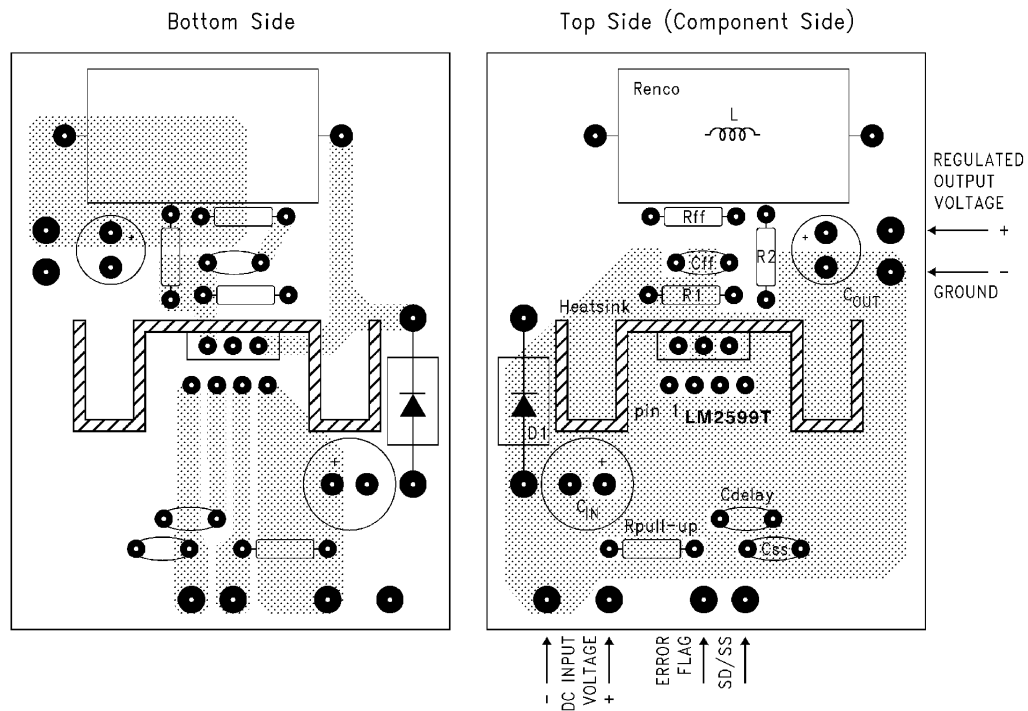 Bottom Side
Top Side (Component Side)
Renco
L
REGULATED
OUTPUT
VOLTAGE
+
-
GROUND
+
+
Rff
R2
Cff
R1
COUT
Heatsink
pin 1
LM2599T
D1
+
+
CIN
Cdelay
Rpull-up
Css
-
DC INPUT
VOLTAGE
+
ERROR
FLAG
SD/SS